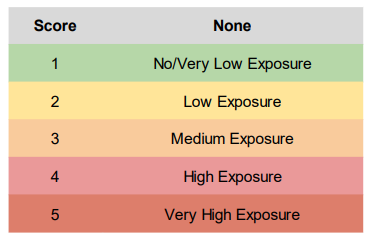 Score None
1 No/Very Low Exposure
2 Low Exposure
3 Medium Exposure
4 High Exposure
5 Very High Exposure